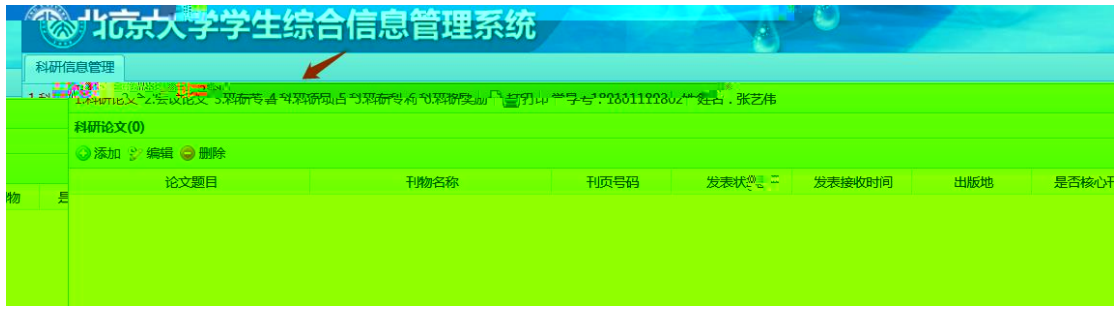 北京大学学生综合信息管理系统
科研信息管理
1.科研论文 2.会议论文 3.科研专著 4.科研项目 5.科研专利 6.科研奖励 打印 学号：1801111802 姓名：张艺伟
科研论文(0)
添加 编辑 删除
物 是 论文题目 刊物名称 刊页号码 发表状 发表接收时间 出版地 是否核心刊